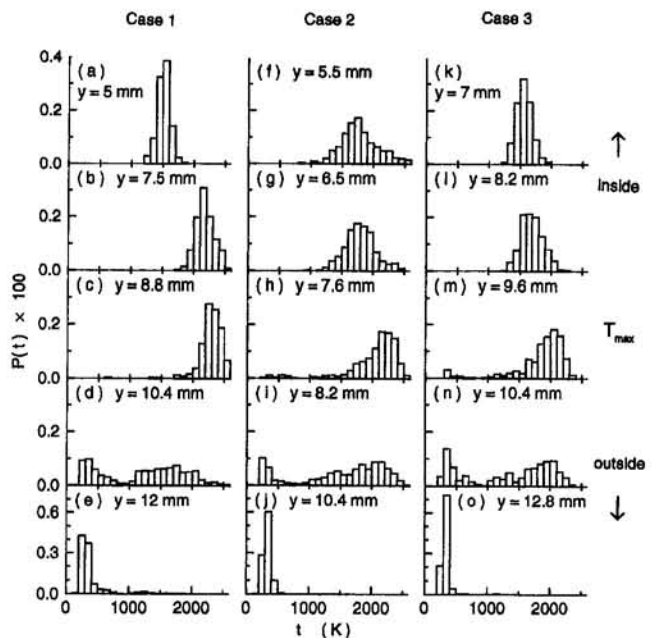 Case 1
Case 2
Case 3
0.4
0.2
0.0
0.2
0.0
0.2
0.0
0.2
0.0
0.6
0.3
0.0
P(t) × 100
(a)
y = 5 mm
(b) y = 7.5 mm
(c) y = 8.8 mm
(d) y = 10.4 mm
(e) y = 12 mm
(f) y = 5.5 mm
(g) y = 6.5 mm
(h) y = 7.6 mm
(i) y = 8.2 mm
(j) y = 10.4 mm
(k)
y = 7 mm
(l) y = 8.2 mm
(m) y = 9.6 mm
(n) y = 10.4 mm
(o) y = 12.8 mm
↑
inside
Tmax
outside
↓
0 1000 2000
0 1000 2000
0 1000 2000
t (K)